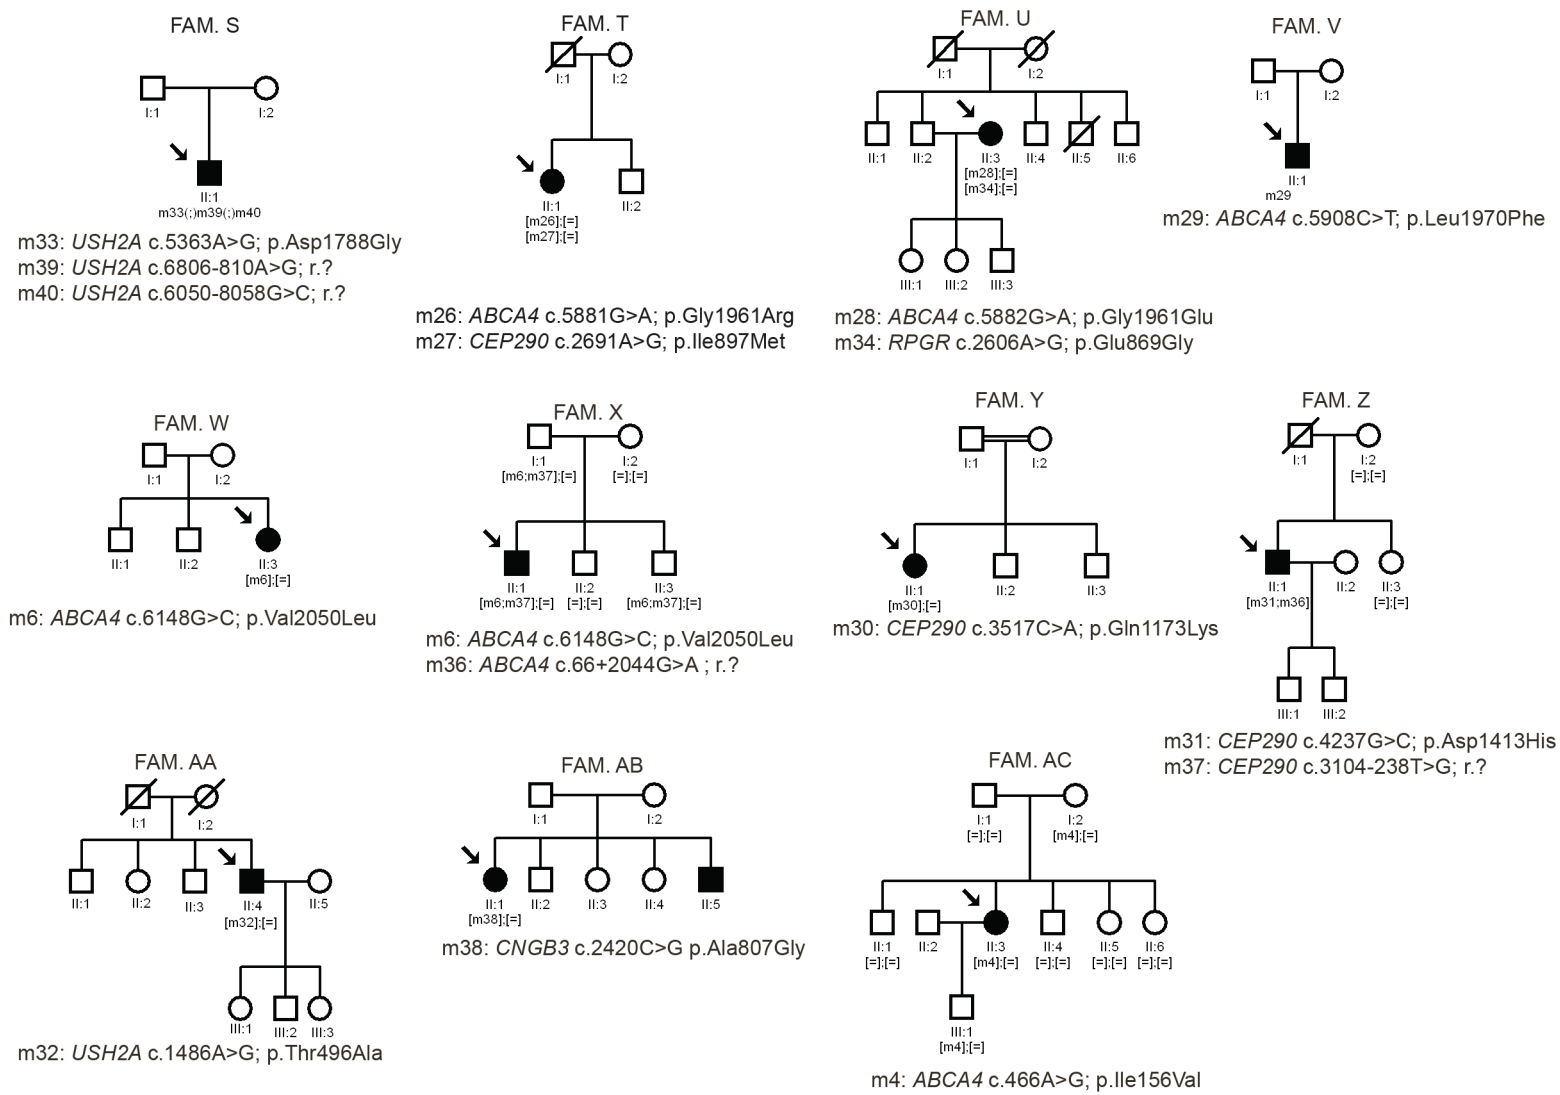 FAM. S
I:1
I:2
II:1
m33(;)m39(;)m40
m33: USH2A c.5363A>G; p.Asp1788Gly
m39: USH2A c.6806-810A>G; r.?
m40: USH2A c.6050-8058G>C; r.?
FAM. T
I:1
I:2
II:1
II:2
[m26];[=]
[m27];[=]
m26: ABCA4 c.5881G>A; p.Gly1961Arg
m27: CEP290 c.2691A>G; p.Ile897Met
FAM. U
I:1
I:2
II:1
II:2
II:3
II:4
II:5
II:6
[m28];[=]
[m34];[=]
III:1
III:2
III:3
m28: ABCA4 c.5882G>A; p.Gly1961Glu
m34: RPGR c.2606A>G; p.Glu869Gly
FAM. V
I:1
I:2
II:1
m29
m29: ABCA4 c.5908C>T; p.Leu1970Phe
FAM. W
I:1
I:2
II:1
II:2
II:3
[m6];[=]
m6: ABCA4 c.6148G>C; p.Val2050Leu
FAM. X
I:1
I:2
[m6;m37];[=]
[=];[=]
II:1
II:2
II:3
[m6;m37];[=]
[=];[=]
[m6;m37];[=]
m6: ABCA4 c.6148G>C; p.Val2050Leu
m36: ABCA4 c.66+2044G>A ; r.?
FAM. Y
I:1
I:2
II:1
II:2
II:3
[m30];[=]
m30: CEP290 c.3517C>A; p.Gln1173Lys
FAM. Z
I:1
I:2
[=];[=]
II:1
II:2
II:3
[m31;m36]
[=];[=]
III:1
III:2
m31: CEP290 c.4237G>C; p.Asp1413His
m37: CEP290 c.3104-238T>G; r.?
FAM. AA
I:1
I:2
II:1
II:2
II:3
II:4
II:5
[m32];[=]
III:1
III:2
III:3
m32: USH2A c.1486A>G; p.Thr496Ala
FAM. AB
I:1
I:2
II:1
II:2
II:3
II:4
II:5
[m38];[=]
m38: CNGB3 c.2420C>G p.Ala807Gly
FAM. AC
I:1
I:2
[=];[=]
[m4];[=]
II:1
II:2
II:3
II:4
II:5
II:6
[=];[=]
[m4];[=]
[=];[=]
[=];[=]
[=];[=]
III:1
[m4];[=]
m4: ABCA4 c.466A>G; p.Ile156Val